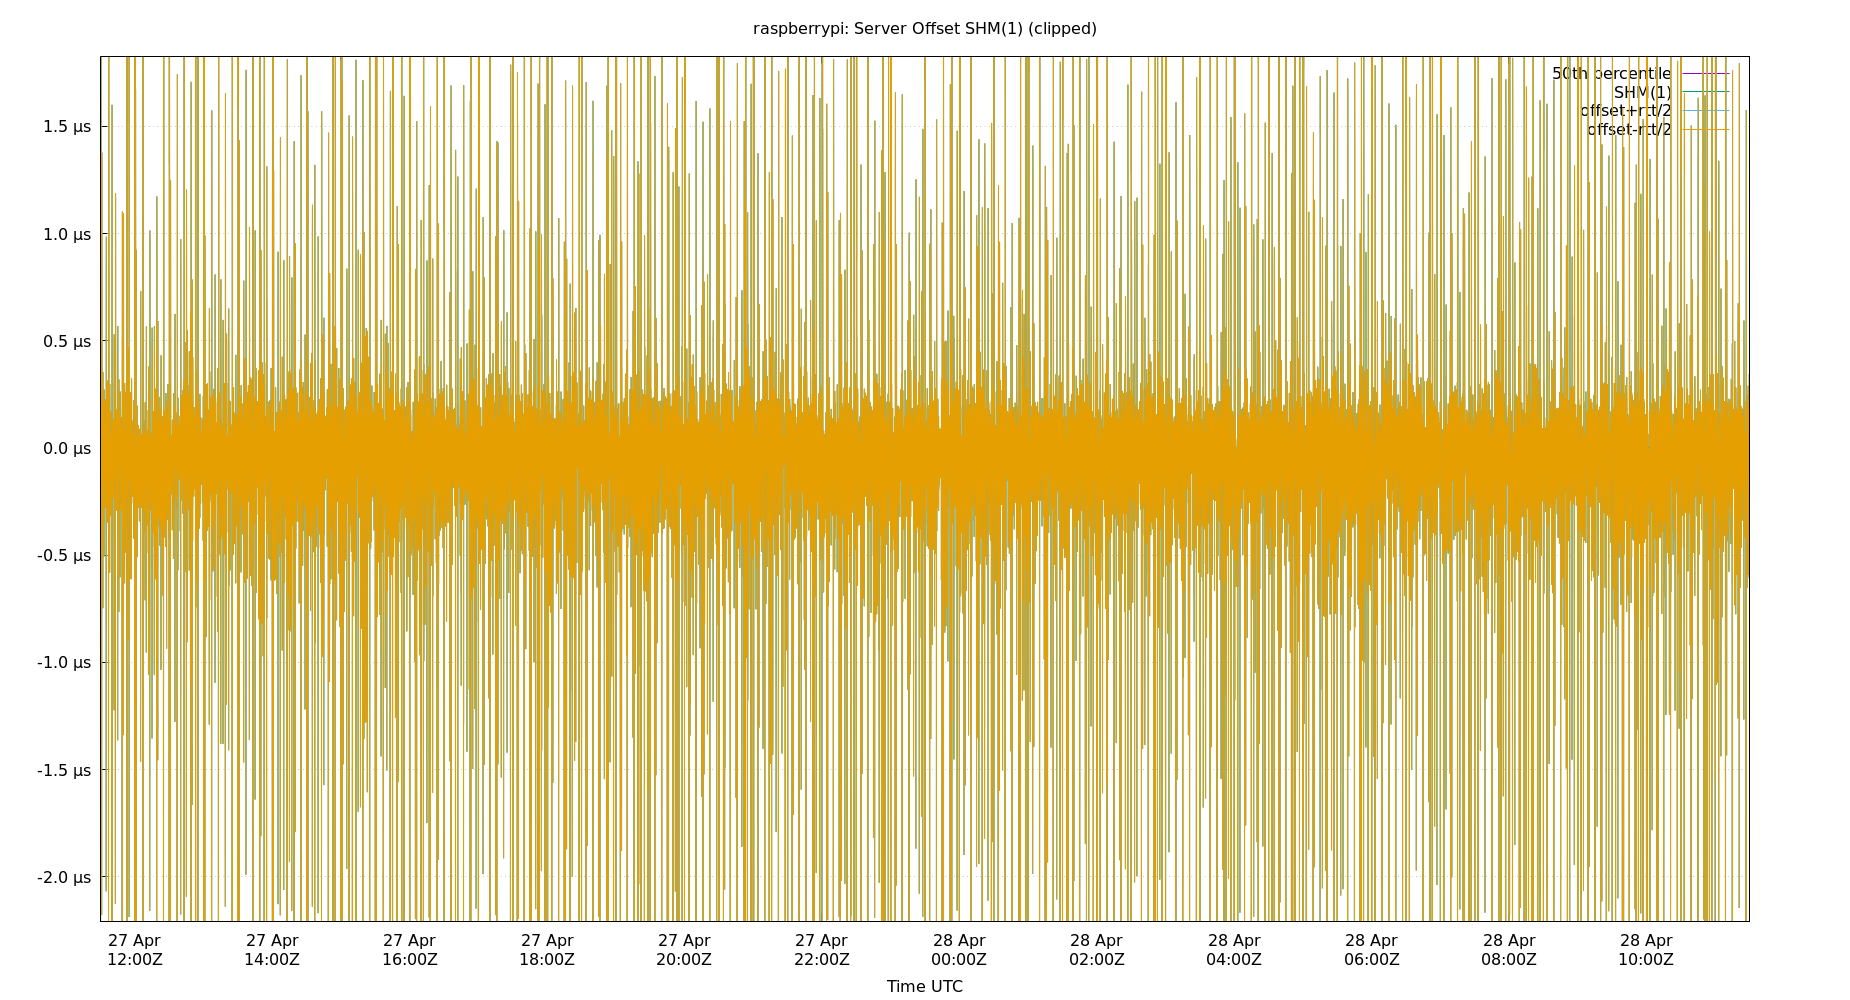 raspberrypi: Server Offset SHM(1) (clipped)
50th percentile
SHM(1)
offset+rtt/2
offset-rtt/2
1.5 µs
1.0 µs
0.5 µs
0.0 µs
-0.5 µs
-1.0 µs
-1.5 µs
-2.0 µs
27 Apr 27 Apr 27 Apr 27 Apr 27 Apr 27 Apr 28 Apr 28 Apr 28 Apr 28 Apr 28 Apr 28 Apr
12:00Z 14:00Z 16:00Z 18:00Z 20:00Z 22:00Z 00:00Z 02:00Z 04:00Z 06:00Z 08:00Z 10:00Z
Time UTC